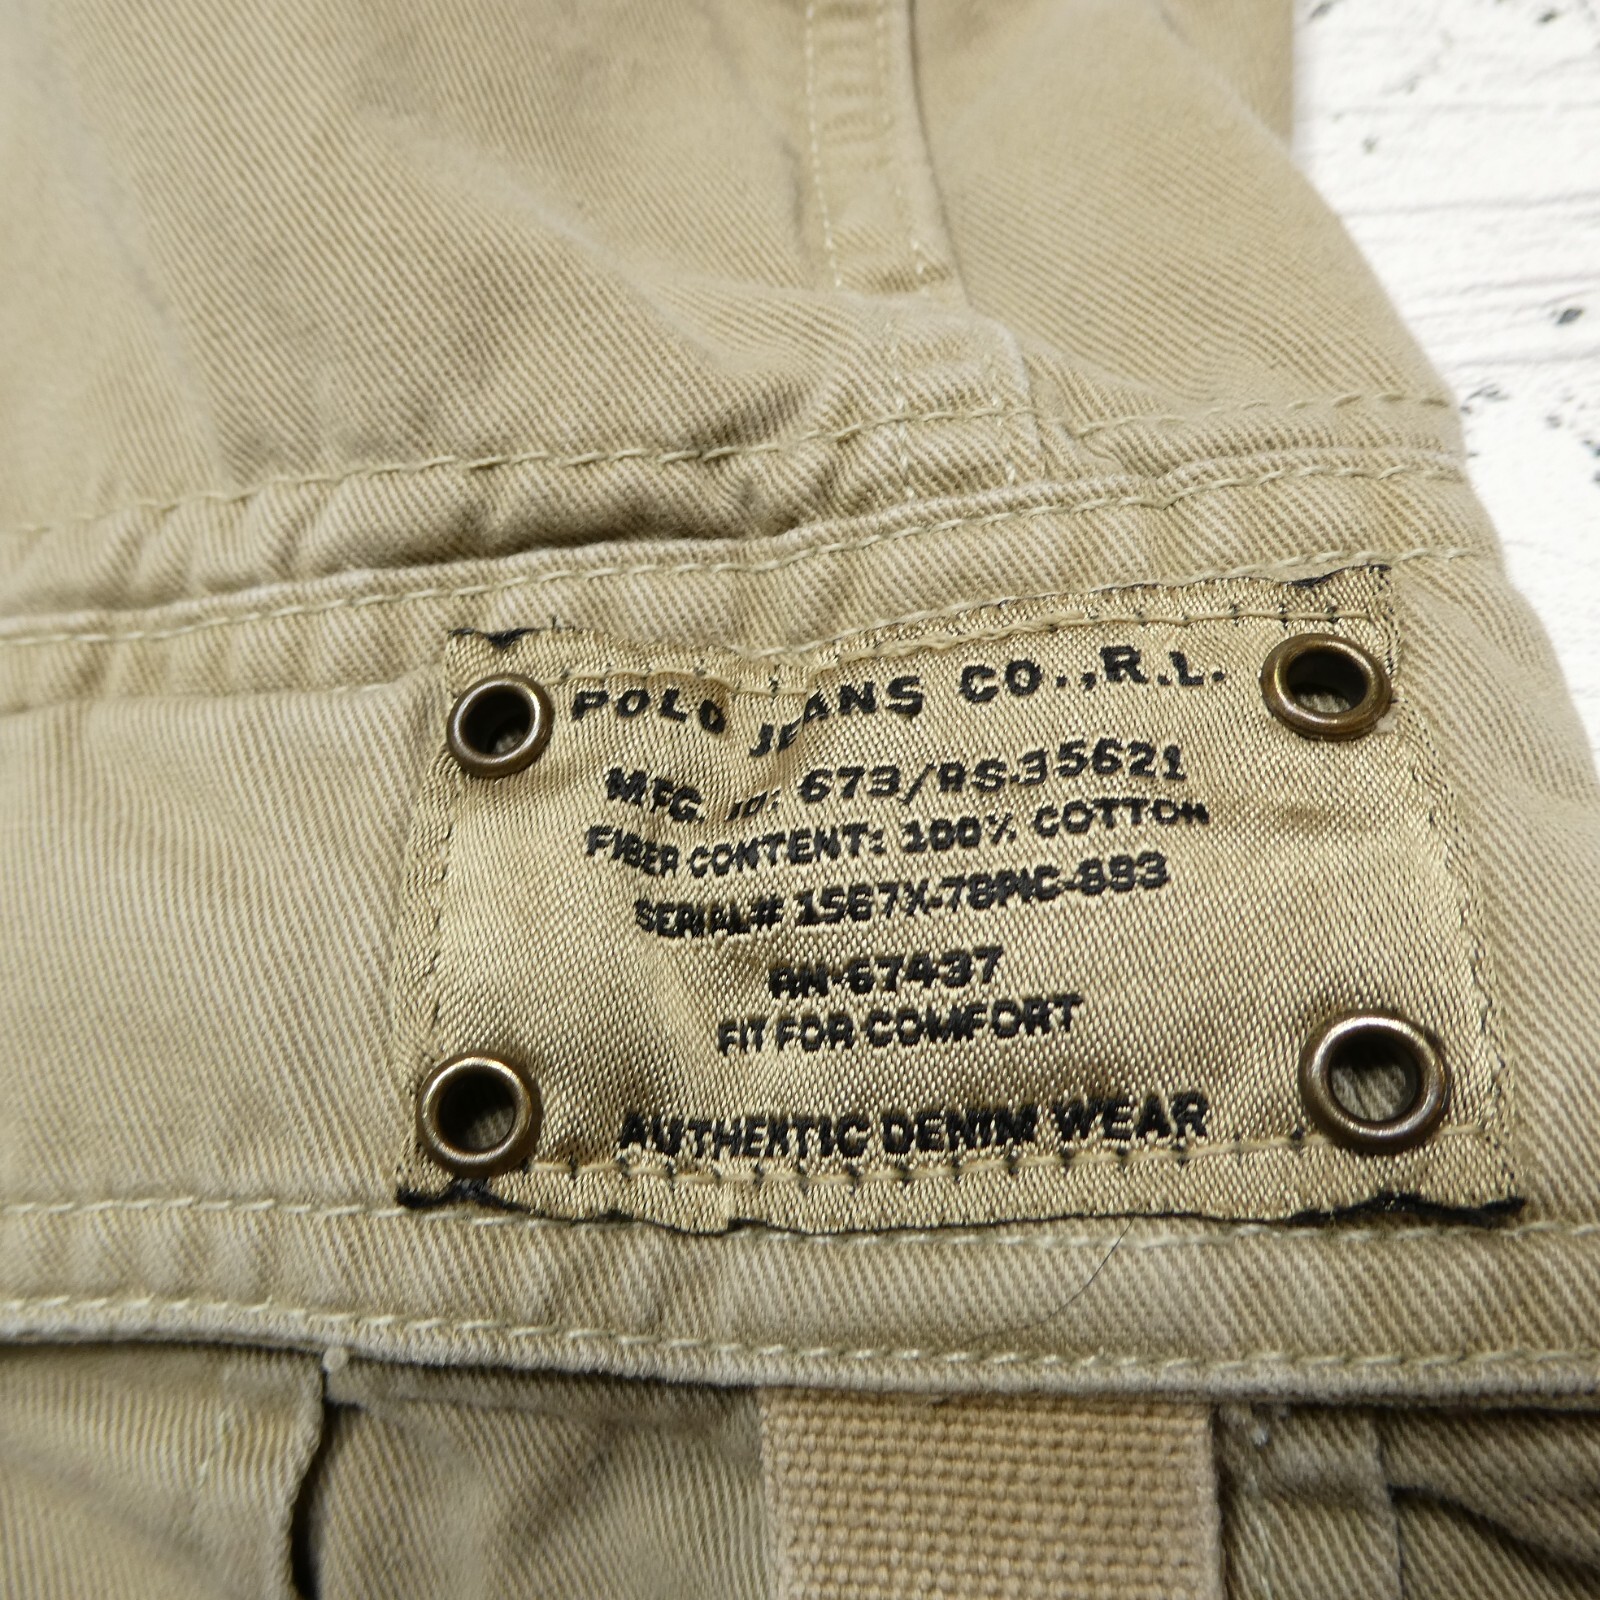 POLO JEANS CO., R.L.
MFG. ID: 673/RS-35621
FIBER CONTENT: 100% COTTON
SERIAL# 1567X-78PIC-893
RN-67437
FIT FOR COMFORT
AUTHENTIC DENIM WEAR